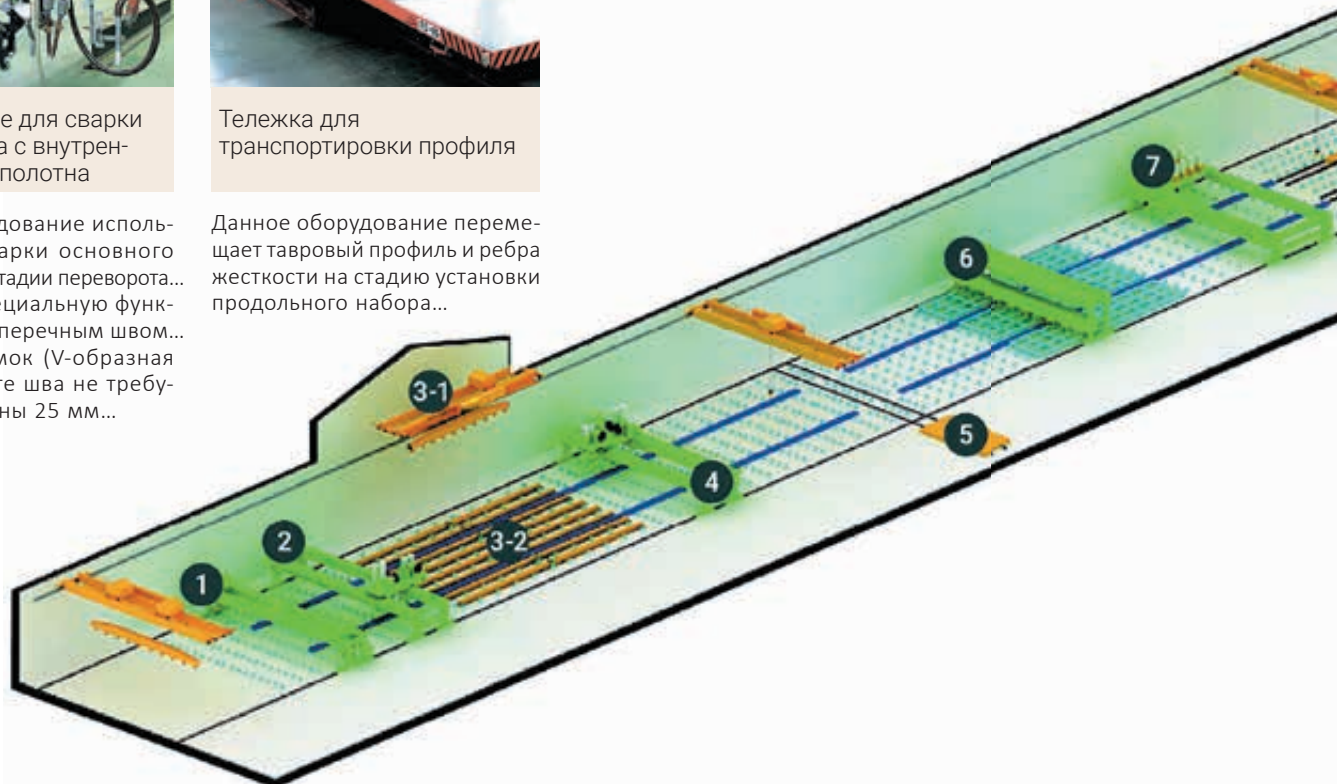 е для сварки
а с внутрен-
полотна
дование исполь-
арки основного
тадии переворота...
ециальную функ-
перечным швом...
мок (V-образная
те шва не требу-
ны 25 мм...
Тележка для
транспортировки профиля
Данное оборудование переме-
щает тавровый профиль и ребра
жесткости на стадию установки
продольного набора...
1
2
3-1
3-2
4
5
6
7